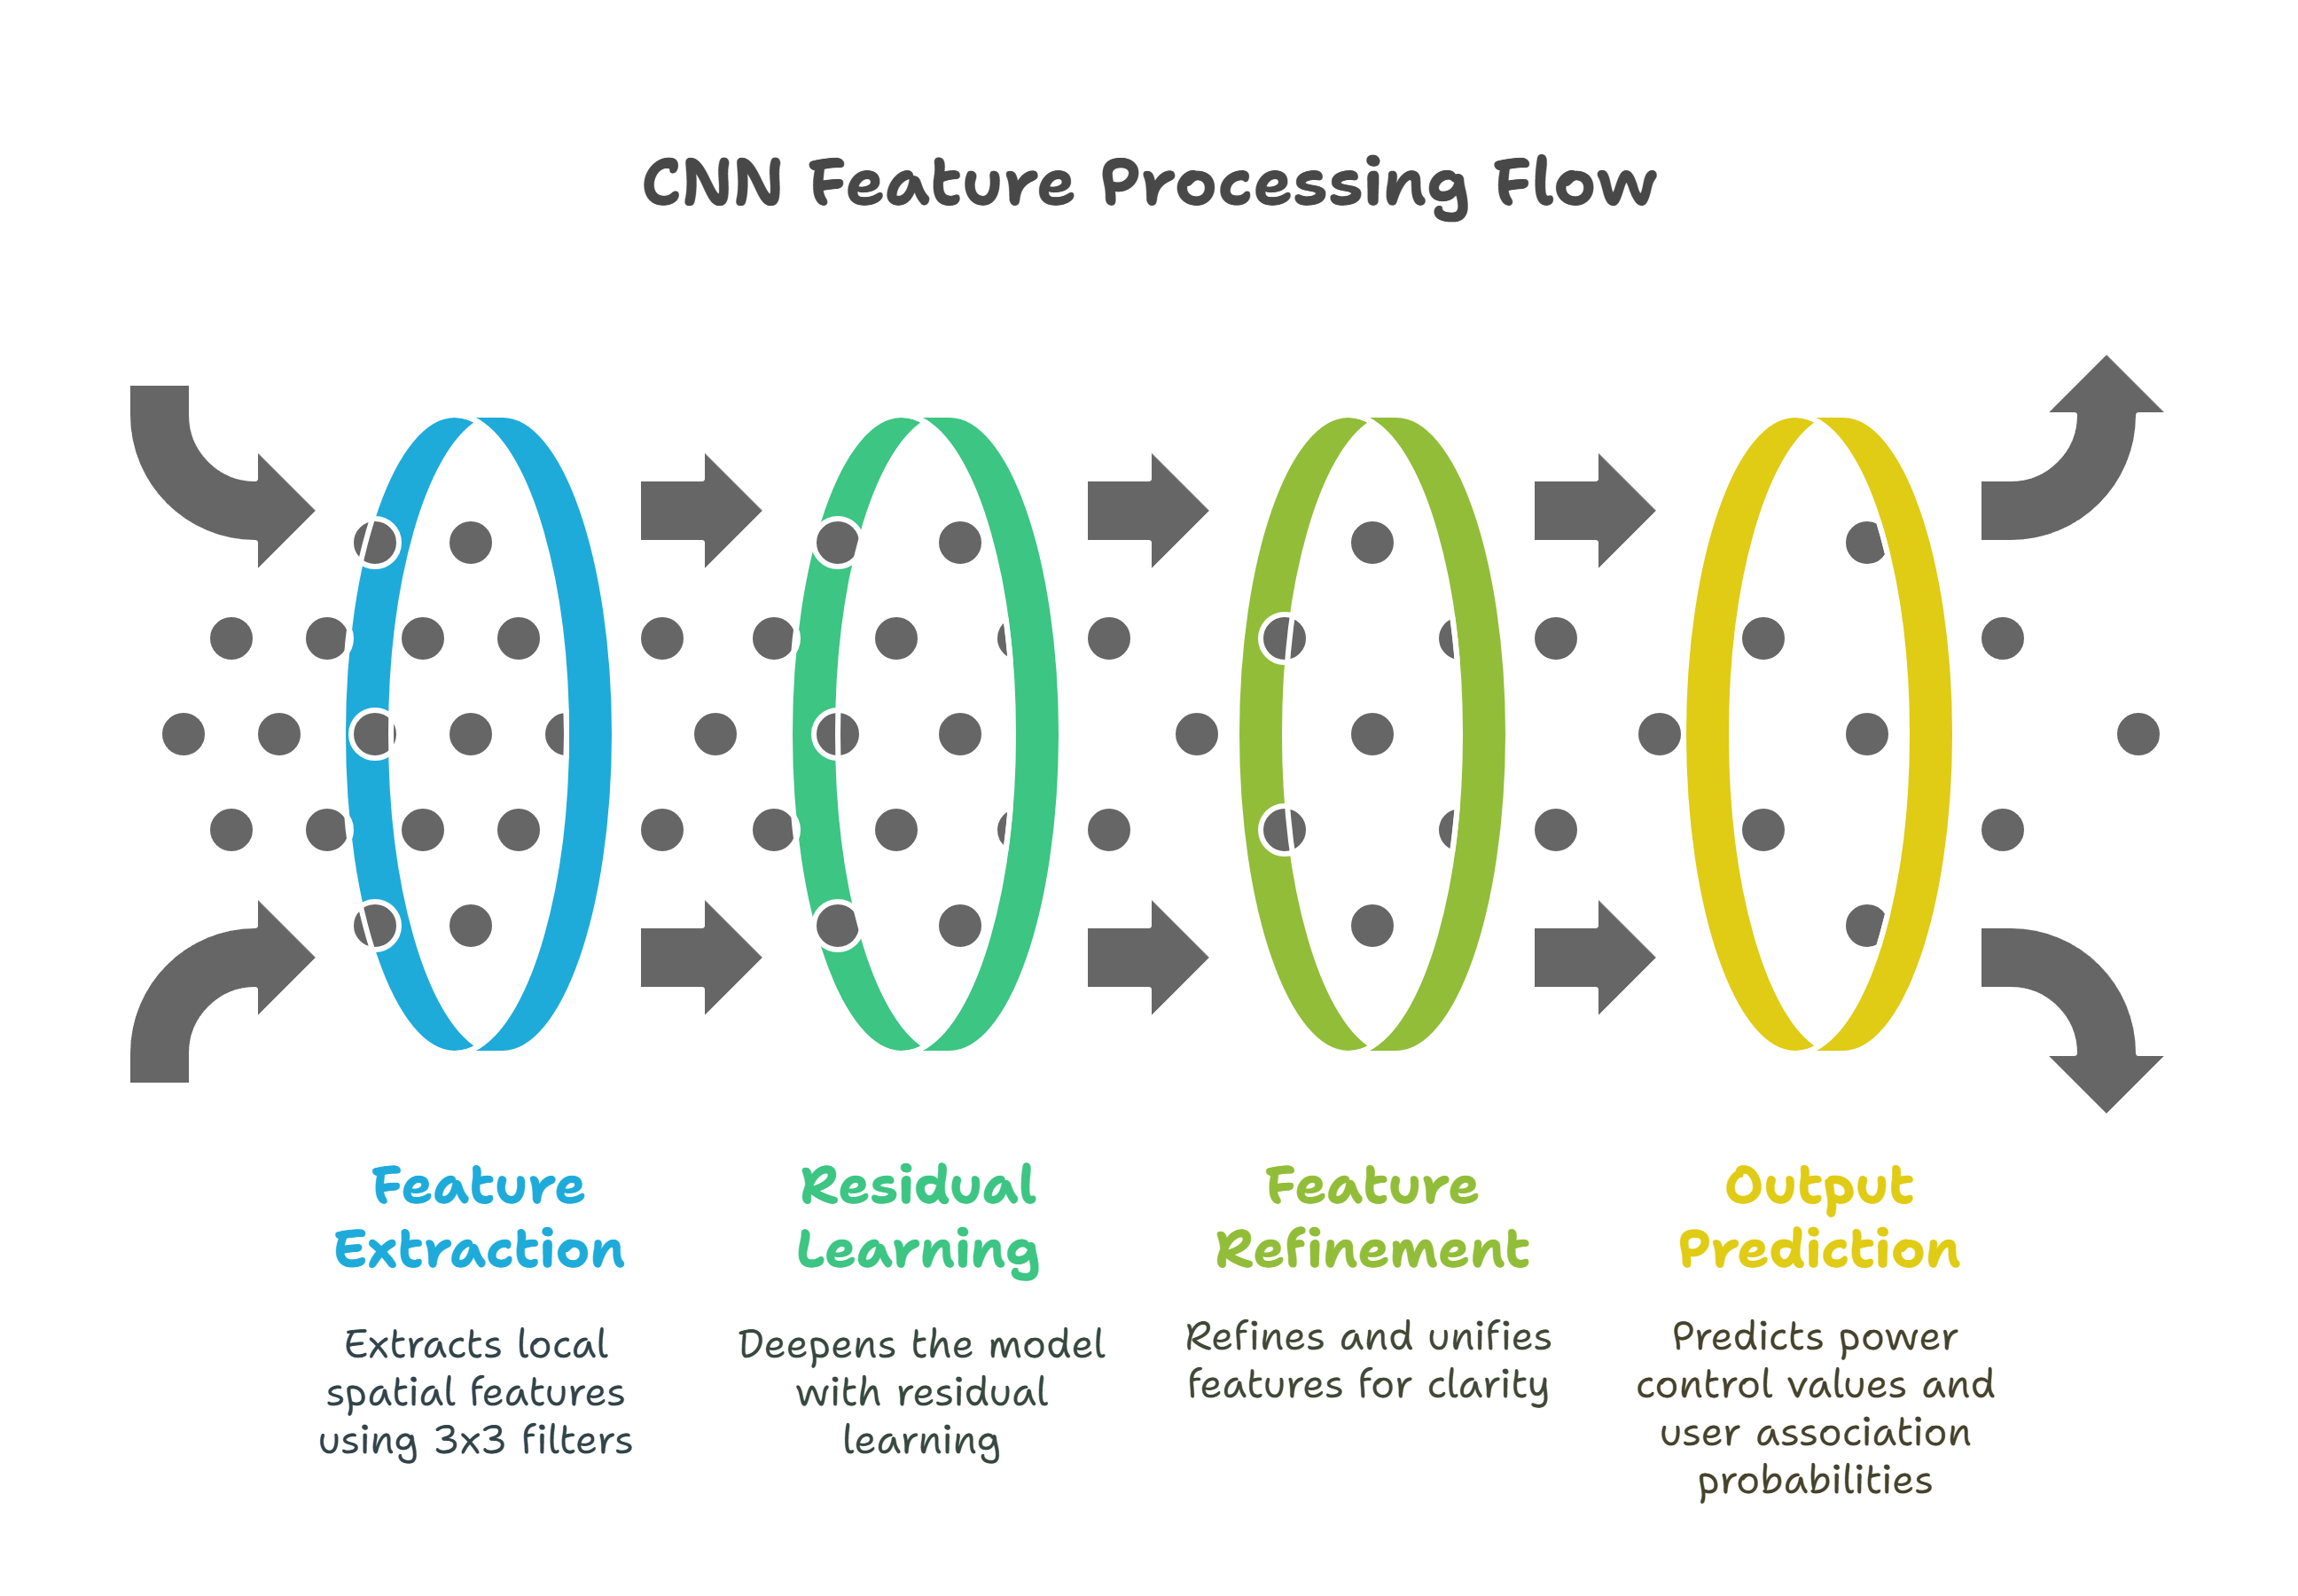 CNN Feature Processing Flow
Feature
Extraction
Extracts local
spatial features
using 3x3 filters
Residual
Learning
Deepens the model
with residual
learning
Feature
Refinement
Refines and unifies
features for clarity
Output
Prediction
Predicts power
control values and
user association
probabilities